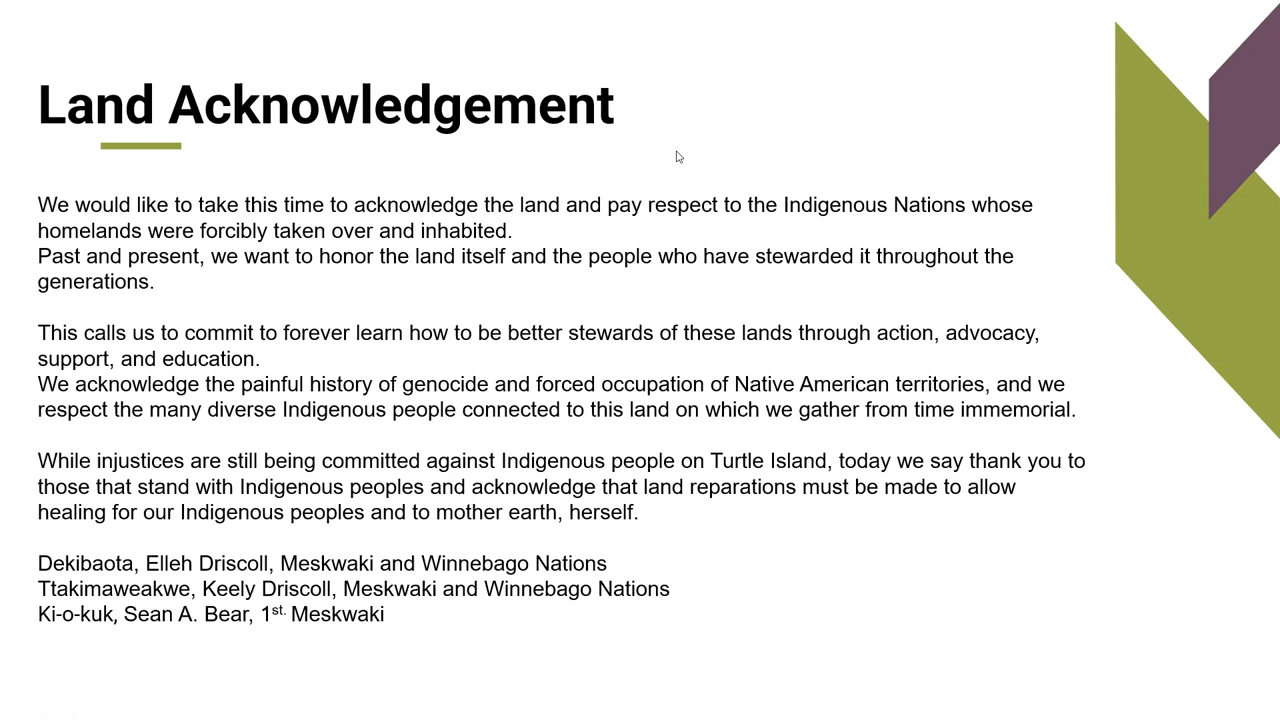 Land Acknowledgement
We would like to take this time to acknowledge the land and pay respect to the Indigenous Nations whose
homelands were forcibly taken over and inhabited.
Past and present, we want to honor the land itself and the people who have stewarded it throughout the
generations.
This calls us to commit to forever learn how to be better stewards of these lands through action, advocacy,
support, and education.
We acknowledge the painful history of genocide and forced occupation of Native American territories, and we
respect the many diverse Indigenous people connected to this land on which we gather from time immemorial.
While injustices are still being committed against Indigenous people on Turtle Island, today we say thank you to
those that stand with Indigenous peoples and acknowledge that land reparations must be made to allow
healing for our Indigenous peoples and to mother earth, herself.
Dekibaota, Elleh Driscoll, Meskwaki and Winnebago Nations
Ttakimaweakwe, Keely Driscoll, Meskwaki and Winnebago Nations
Ki-o-kuk, Sean A. Bear, 1st. Meskwaki